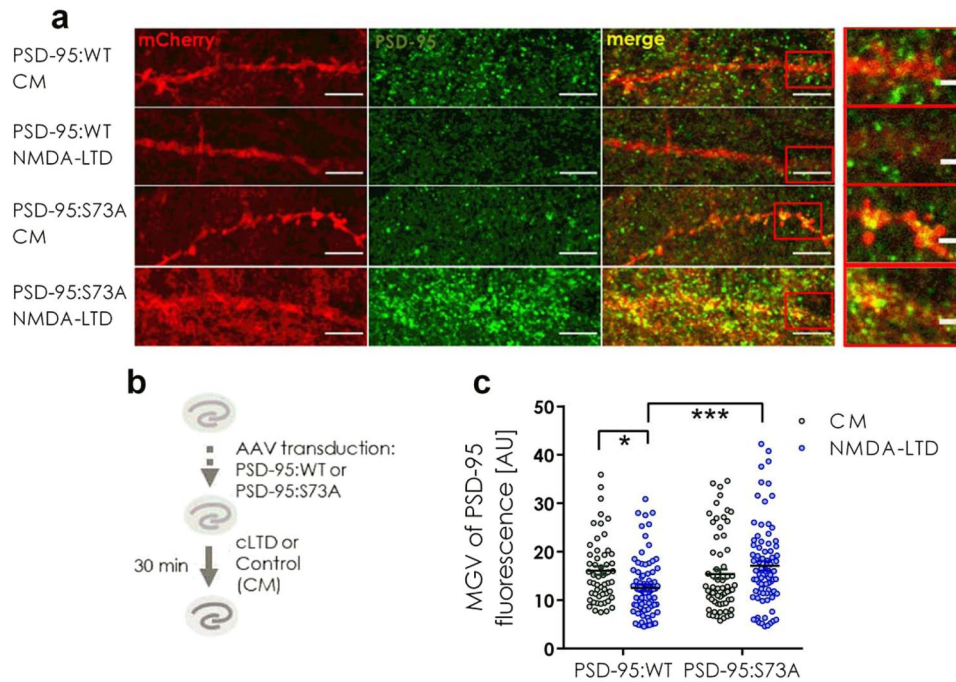 a
mCherry
PSD-95
merge
PSD-95:WT
CM
PSD-95:WT
NMDA-LTD
PSD-95:S73A
CM
PSD-95:S73A
NMDA-LTD
b
AAV transduction:
PSD-95:WT or
PSD-95:S73A
30 min
cLTD or
Control
(CM)
c
MGV of PSD-95
fluorescence [AU]
50
40
30
20
10
0
*
***
CM
NMDA-LTD
PSD-95:WT
PSD-95:S73A